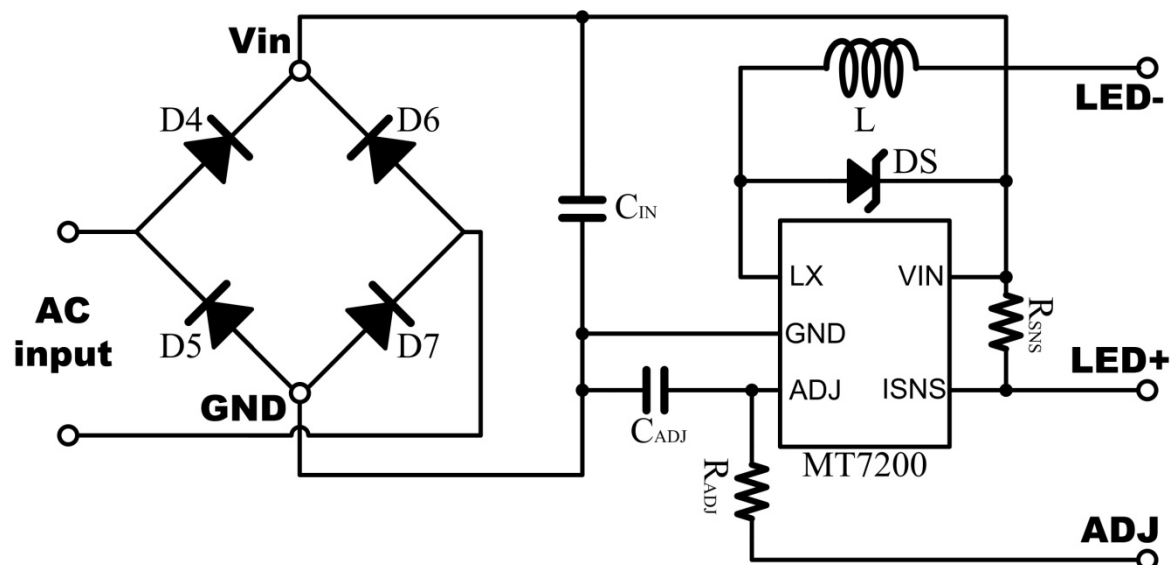 Vin
D4
D6
L
LED-
DS
CIN
AC
input
LX
VIN
GND
RSNS
D5
D7
GND
ADJ
ISNS
LED+
CADJ
MT7200
RADJ
ADJ